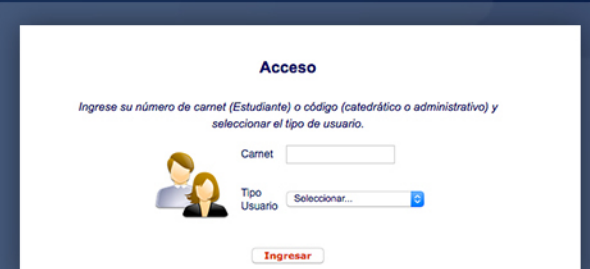 Acceso
Ingrese su número de carnet (Estudiante) o código (catedrático o administrativo) y
seleccionar el tipo de usuario.
Carnet
Tipo
Usuario
Seleccionar...
Ingresar